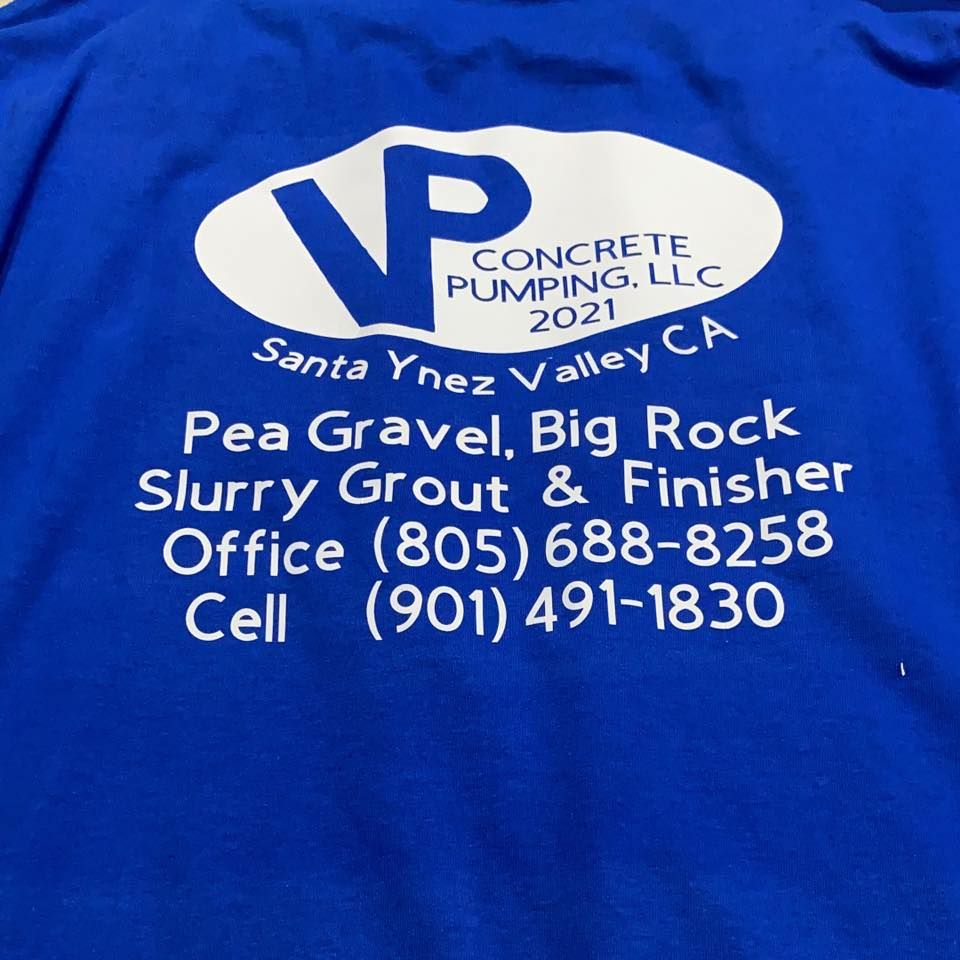 VP
CONCRETE
PUMPING, LLC
2021
Santa Ynez Valley CA
Pea Gravel, Big Rock
Slurry Grout & Finisher
Office (805) 688-8258
Cell (901) 491-1830